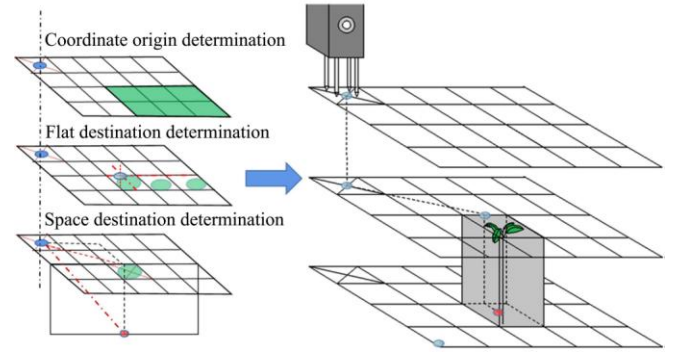 Coordinate origin determination
Flat destination determination
Space destination determination